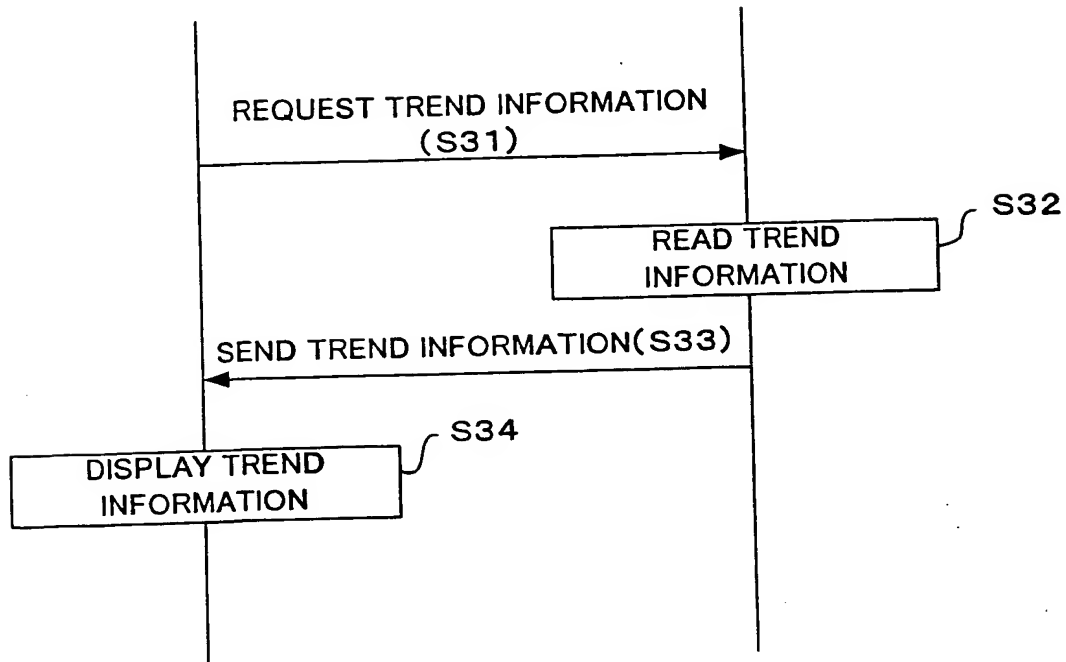 REQUEST TREND INFORMATION
(S31)
S32
READ TREND
INFORMATION
SEND TREND INFORMATION(S33)
S34
DISPLAY TREND
INFORMATION